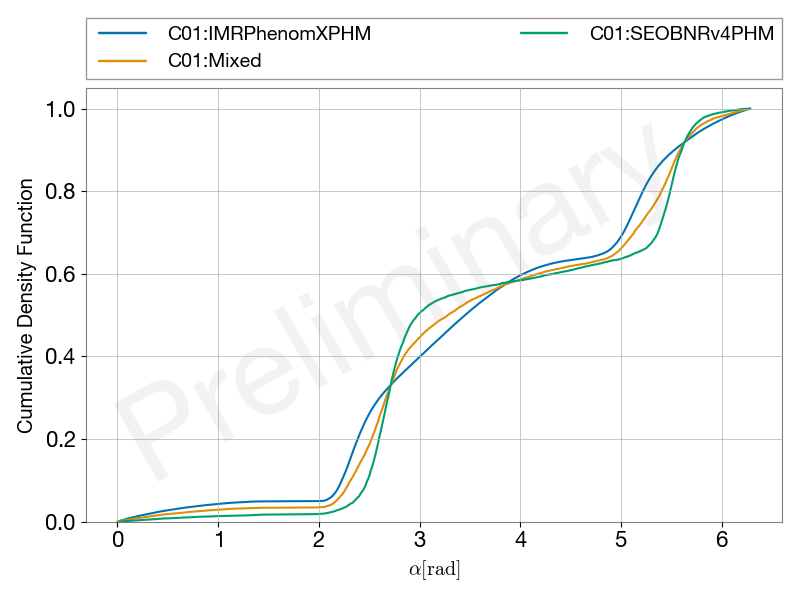 C01:IMRPhenomXPHM
C01:Mixed
C01:SEOBNRv4PHM
Preliminary
Cumulative Density Function
1.0
0.8
0.6
0.4
0.2
0.0
0 1 2 3 4 5 6
α[rad]